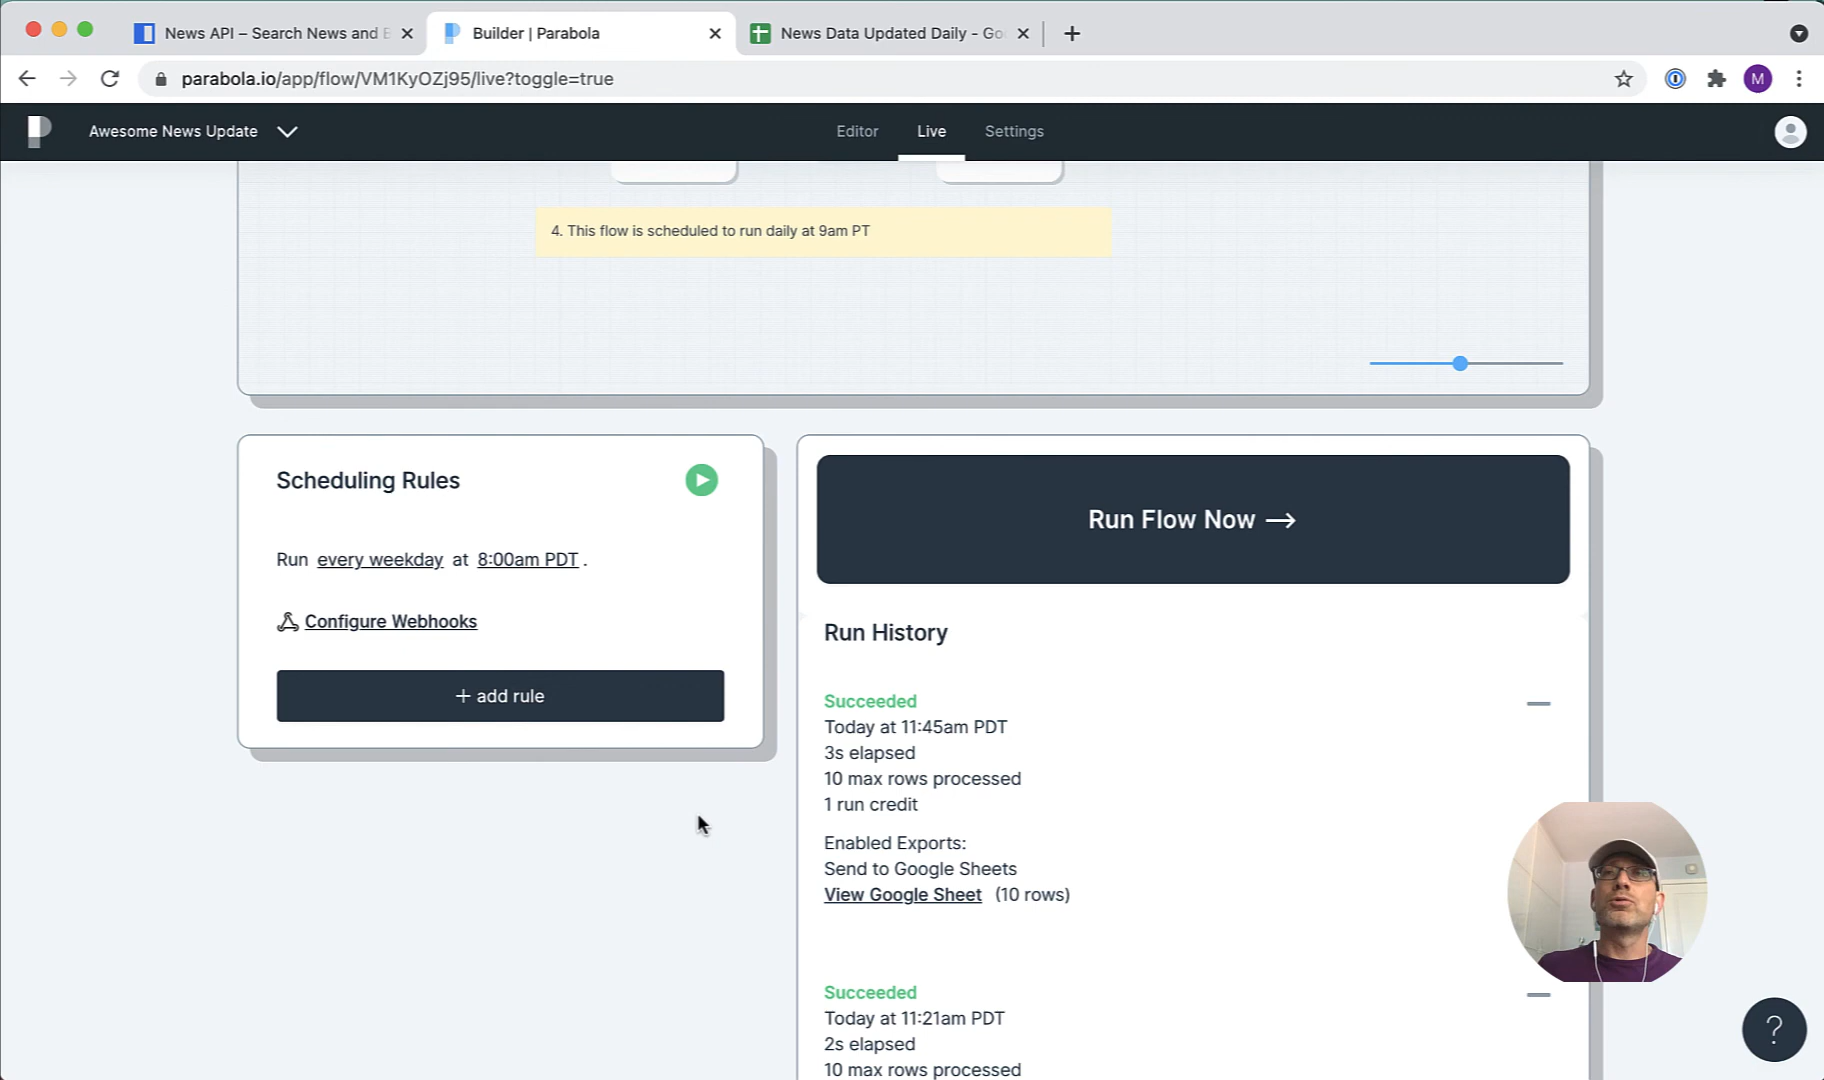 News API – Search News and
Builder | Parabola
News Data Updated Daily - Go
parabola.io/app/flow/VM1KyOZj95/live?toggle=true
M
Awesome News Update
Editor
Live
Settings
4. This flow is scheduled to run daily at 9am PT
Scheduling Rules
Run every weekday at 8:00am PDT.
Configure Webhooks
+ add rule
Run Flow Now →
Run History
Succeeded
Today at 11:45am PDT
3s elapsed
10 max rows processed
1 run credit
Enabled Exports:
Send to Google Sheets
View Google Sheet (10 rows)
Succeeded
Today at 11:21am PDT
2s elapsed
10 max rows processed
?